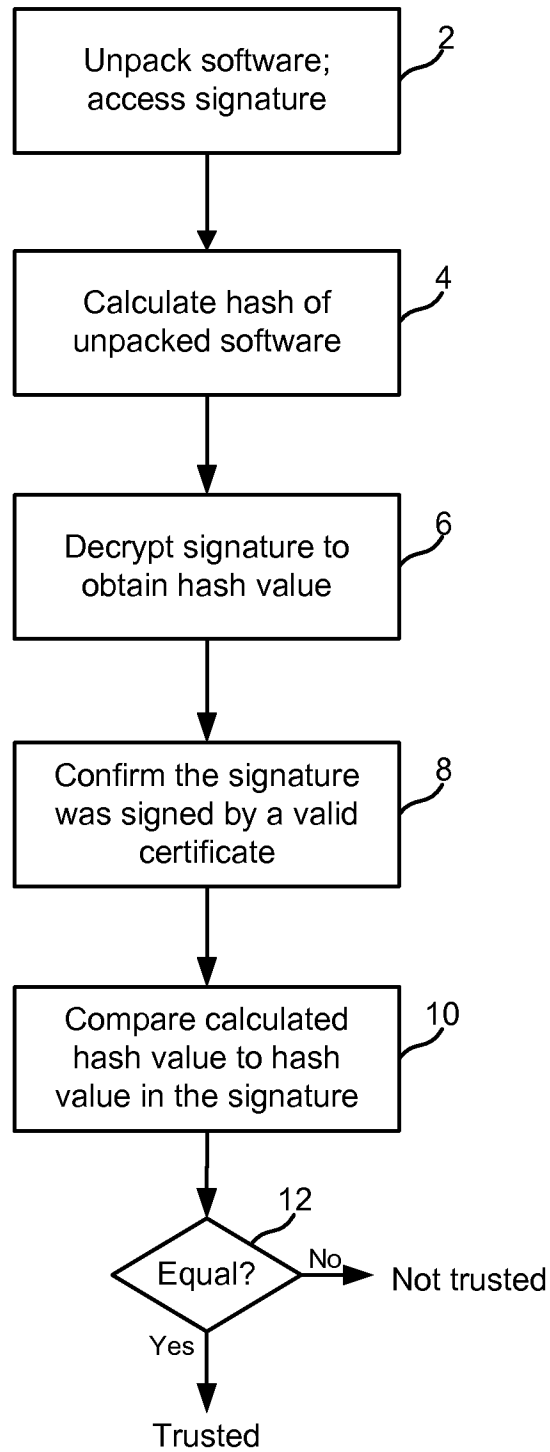 Unpack software;
access signature
2
Calculate hash of
unpacked software
4
Decrypt signature to
obtain hash value
6
Confirm the signature
was signed by a valid
certificate
8
Compare calculated
hash value to hash
value in the signature
10
12
Equal?
No
Not trusted
Yes
Trusted